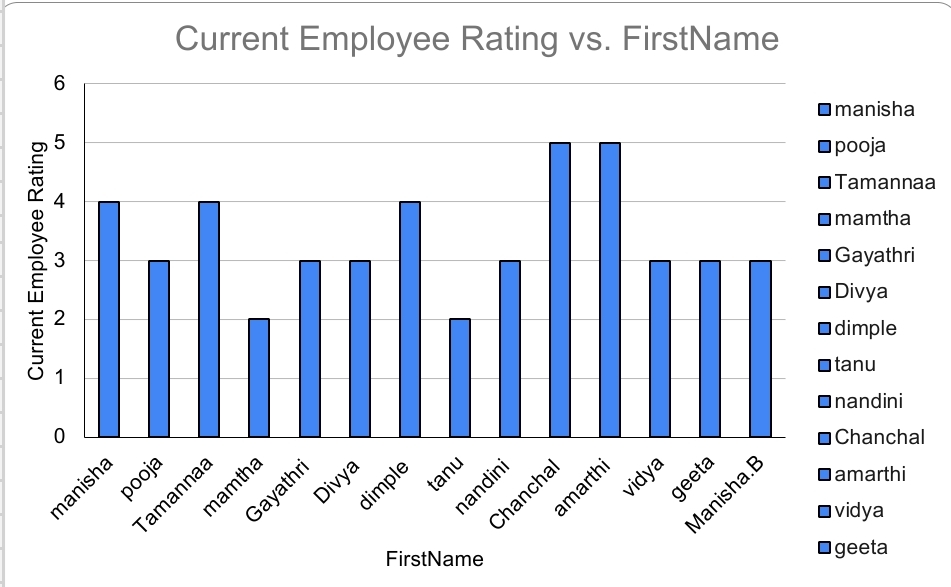 Current Employee Rating vs. FirstName
Current Employee Rating
6
5
4
3
2
1
0
manisha
pooja
Tamannaa
mamtha
Gayathri
Divya
dimple
tanu
nandini
Chanchal
amarthi
vidya
geeta
Manisha.B
FirstName
manisha
pooja
Tamannaa
mamtha
Gayathri
Divya
dimple
tanu
nandini
Chanchal
amarthi
vidya
geeta